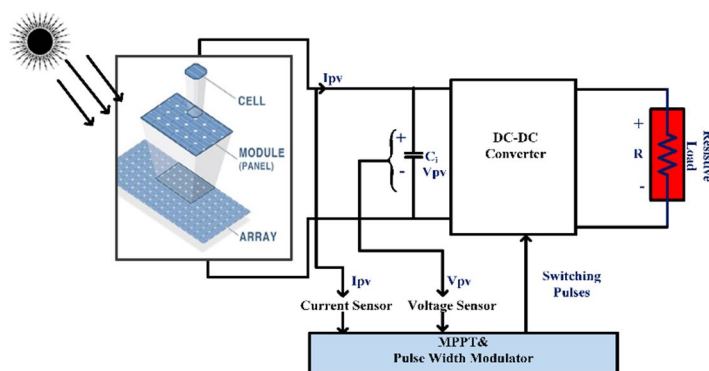 CELL
MODULE
(PANEL)
ARRAY
Ipv
+
-
Ci
Vpv
DC-DC
Converter
+
R
-
Resistive
Load
Ipv
Vpv
Switching
Pulses
Current Sensor
Voltage Sensor
MPPT&
Pulse Width Modulator